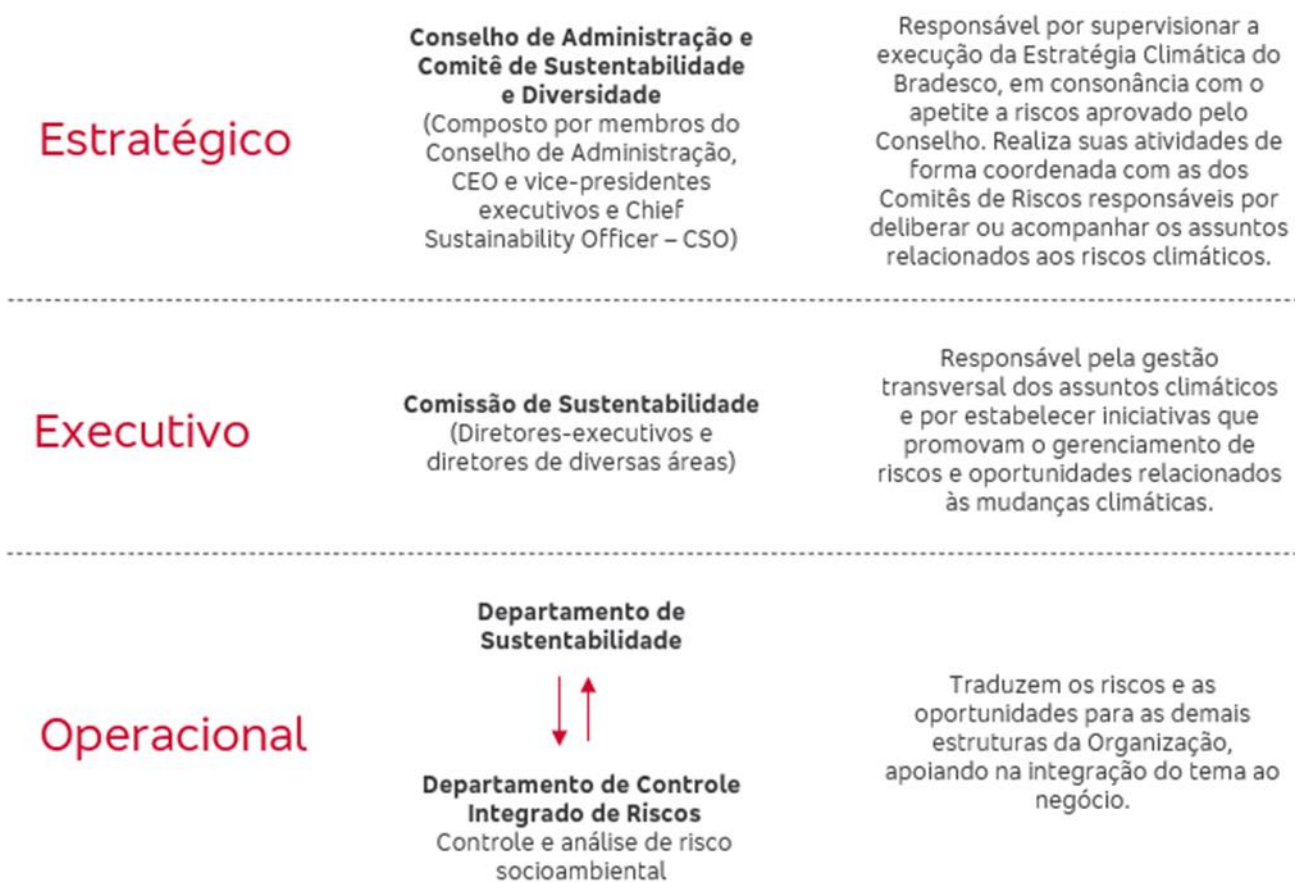 Estratégico
Conselho de Administração e
Comitê de Sustentabilidade
e Diversidade
(Composto por membros do
Conselho de Administração,
CEO e vice-presidentes
executivos e Chief
Sustainability Officer – CSO)
Responsável por supervisionar a
execução da Estratégia Climática do
Bradesco, em consonância com o
apetite a riscos aprovado pelo
Conselho. Realiza suas atividades de
forma coordenada com as dos
Comitês de Riscos responsáveis por
deliberar ou acompanhar os assuntos
relacionados aos riscos climáticos.
Executivo
Comissão de Sustentabilidade
(Diretores-executivos e
diretores de diversas áreas)
Responsável pela gestão
transversal dos assuntos climáticos
e por estabelecer iniciativas que
promovam o gerenciamento de
riscos e oportunidades relacionados
às mudanças climáticas.
Operacional
Departamento de
Sustentabilidade
Departamento de Controle
Integrado de Riscos
Controle e análise de risco
socioambiental
Traduzem os riscos e as
oportunidades para as demais
estruturas da Organização,
apoiando na integração do tema ao
negócio.